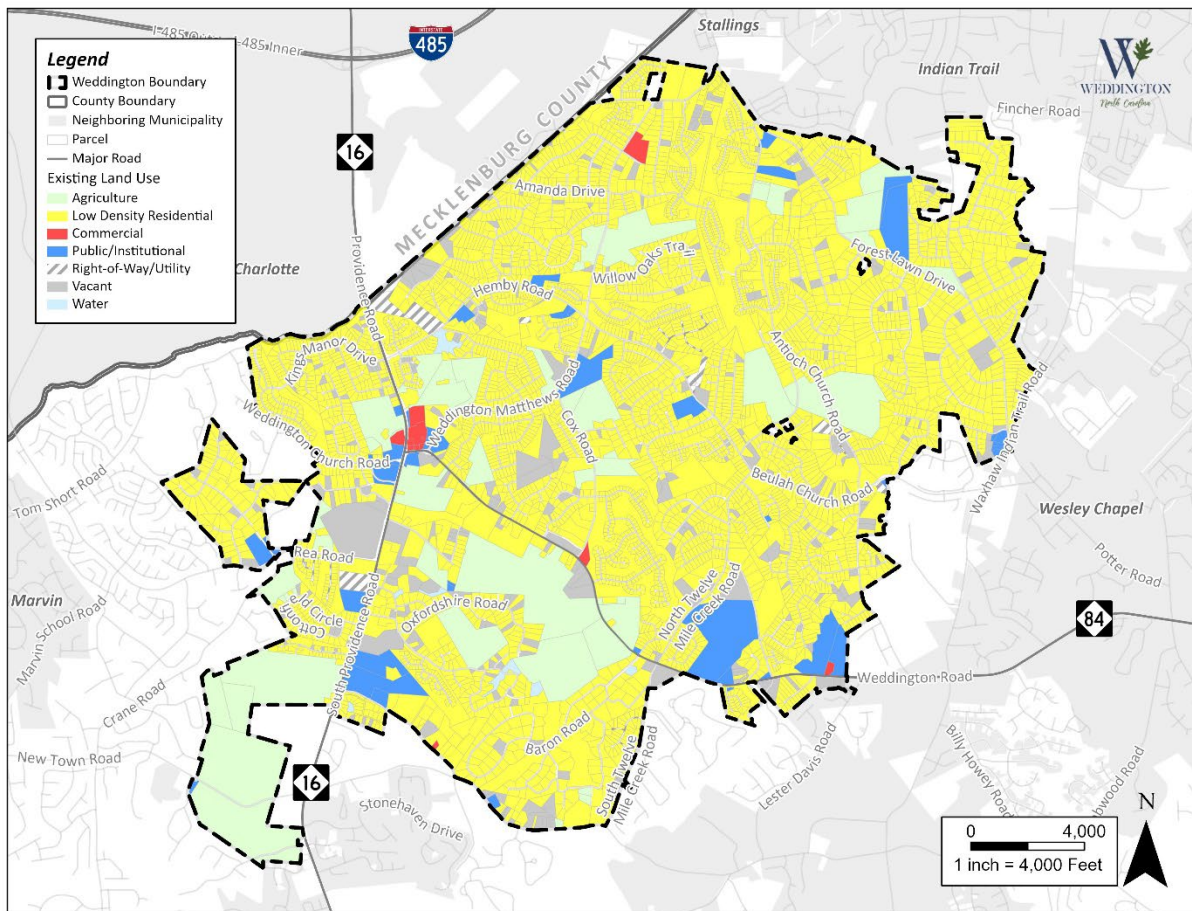 I-485
I-485 Inner
INTERSTATE
485
Stallings
Indian Trail
WEDDINGTON
North Carolina
Fincher Road
Legend
Weddington Boundary
County Boundary
Neighboring Municipality
Parcel
Major Road
Existing Land Use
Agriculture
Low Density Residential
Commercial
Public/Institutional
Right-of-Way/Utility
Vacant
Water
16
MECKLENBURG COUNTY
Amanda Drive
Providence Road
Charlotte
Willow Oaks Trail
Forest Lawn Drive
Hemby Road
Kings Manor Drive
Antioch Church Road
Weddington Matthews Road
Cox Road
Weddington Church Road
Waxhaw Indian Trail Road
Beulah Church Road
Tom Short Road
Wesley Chapel
Rea Road
Potter Road
Marvin
Marvin School Road
Oxfordshire Road
North Twelve
Mile Creek Road
84
South Providence Road
Weddington Road
Crane Road
New Town Road
Baron Road
16
Stonehaven Drive
South Twelve
Mile Creek Road
Lester Davis Road
Billy Howey Road
bwood Road
N
0 4,000
1 inch = 4,000 Feet